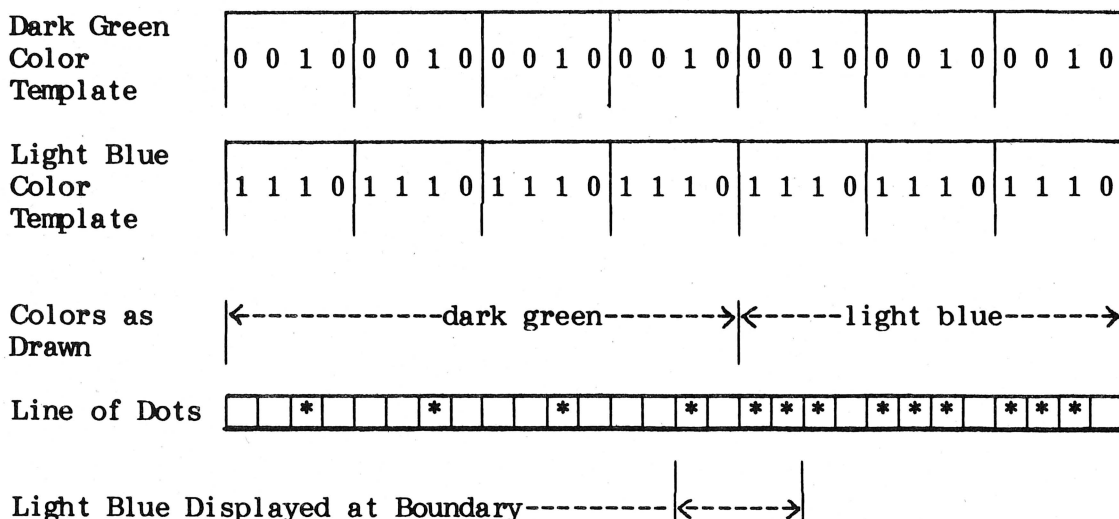 Dark Green
Color 0 0 1 0 0 0 1 0 0 0 1 0 0 0 1 0 0 0 1 0 0 0 1 0 0 0 1 0
Template
Light Blue
Color 1 1 1 0 1 1 1 0 1 1 1 0 1 1 1 0 1 1 1 0 1 1 1 0 1 1 1 0
Template
Colors as <-------------dark green-------><-----light blue------>
Drawn
Line of Dots * * * * * * * * * * * * *
Light Blue Displayed at Boundary---------<------->